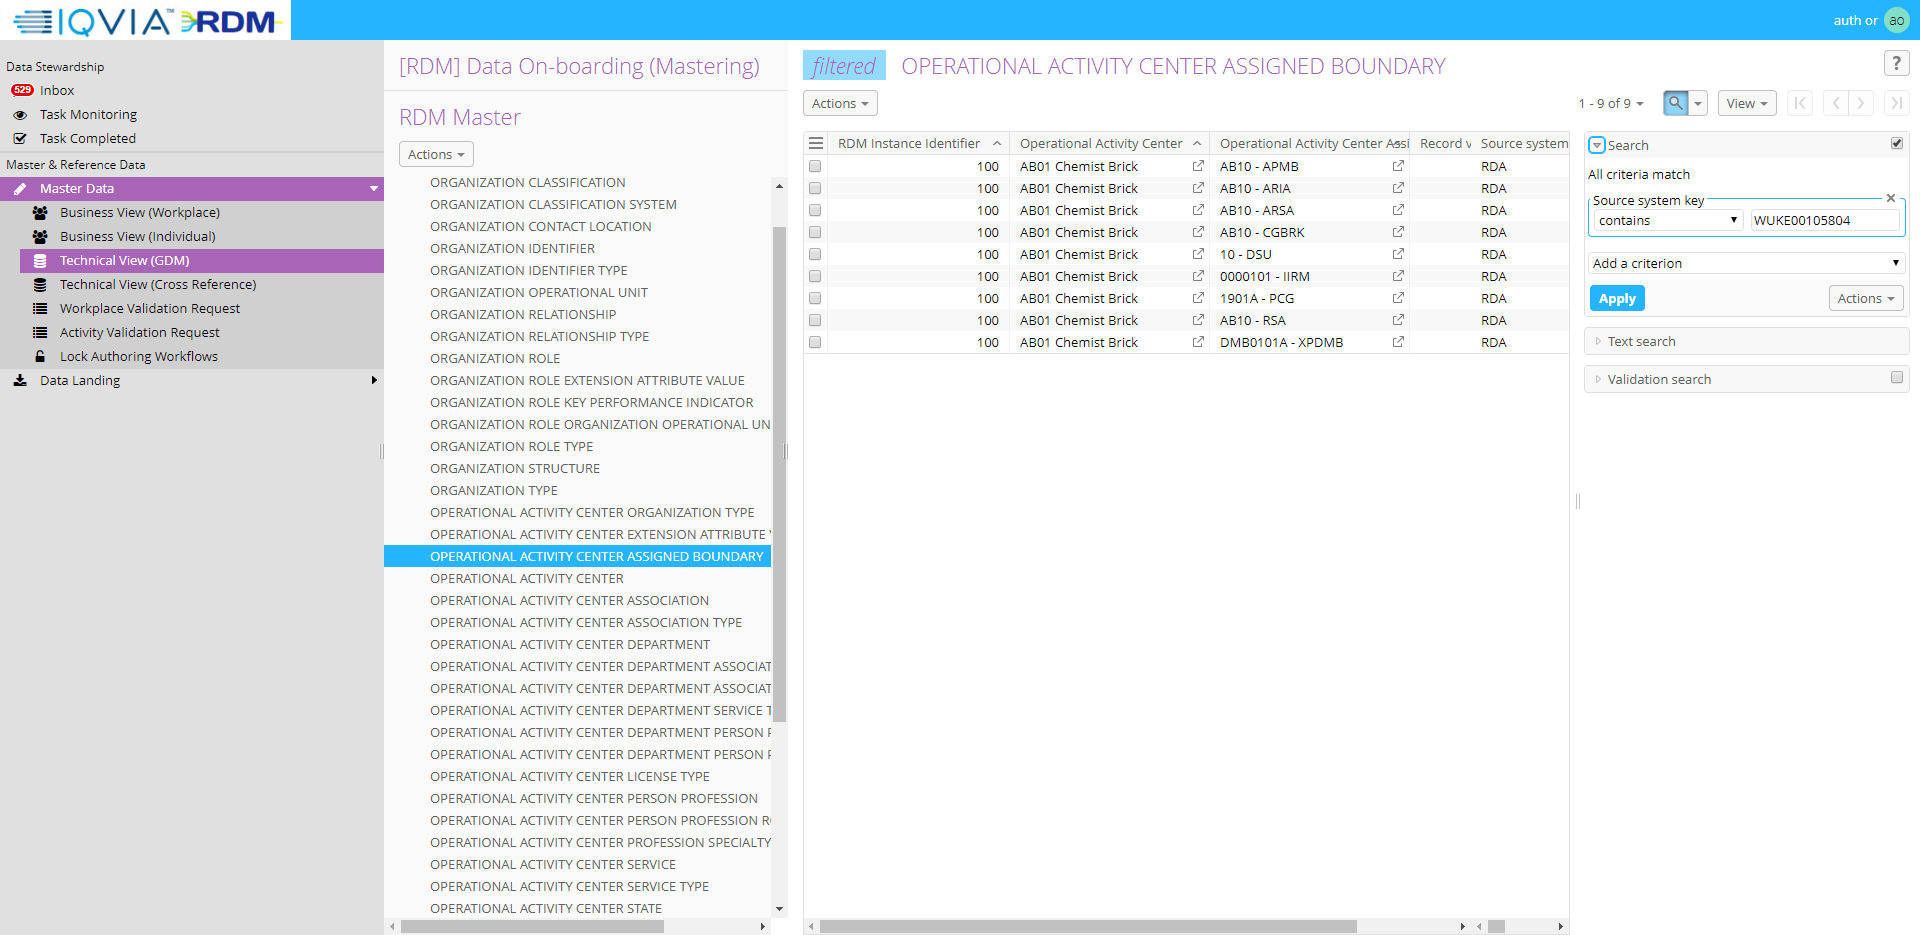 IQVIA™ RDM
auth or ao
Data Stewardship
529 Inbox
Task Monitoring
Task Completed
Master & Reference Data
Master Data
Business View (Workplace)
Business View (Individual)
Technical View (GDM)
Technical View (Cross Reference)
Workplace Validation Request
Activity Validation Request
Lock Authoring Workflows
Data Landing
[RDM] Data On-boarding (Mastering)
RDM Master
Actions
ORGANIZATION CLASSIFICATION
ORGANIZATION CLASSIFICATION SYSTEM
ORGANIZATION CONTACT LOCATION
ORGANIZATION IDENTIFIER
ORGANIZATION IDENTIFIER TYPE
ORGANIZATION OPERATIONAL UNIT
ORGANIZATION RELATIONSHIP
ORGANIZATION RELATIONSHIP TYPE
ORGANIZATION ROLE
ORGANIZATION ROLE EXTENSION ATTRIBUTE VALUE
ORGANIZATION ROLE KEY PERFORMANCE INDICATOR
ORGANIZATION ROLE ORGANIZATION OPERATIONAL UN
ORGANIZATION ROLE TYPE
ORGANIZATION STRUCTURE
ORGANIZATION TYPE
OPERATIONAL ACTIVITY CENTER ORGANIZATION TYPE
OPERATIONAL ACTIVITY CENTER EXTENSION ATTRIBUTE
OPERATIONAL ACTIVITY CENTER ASSIGNED BOUNDARY
OPERATIONAL ACTIVITY CENTER
OPERATIONAL ACTIVITY CENTER ASSOCIATION
OPERATIONAL ACTIVITY CENTER ASSOCIATION TYPE
OPERATIONAL ACTIVITY CENTER DEPARTMENT
OPERATIONAL ACTIVITY CENTER DEPARTMENT ASSOCIAT
OPERATIONAL ACTIVITY CENTER DEPARTMENT ASSOCIAT
OPERATIONAL ACTIVITY CENTER DEPARTMENT SERVICE T
OPERATIONAL ACTIVITY CENTER DEPARTMENT PERSON P
OPERATIONAL ACTIVITY CENTER DEPARTMENT PERSON P
OPERATIONAL ACTIVITY CENTER LICENSE TYPE
OPERATIONAL ACTIVITY CENTER PERSON PROFESSION
OPERATIONAL ACTIVITY CENTER PERSON PROFESSION R
OPERATIONAL ACTIVITY CENTER PROFESSION SPECIALTY
OPERATIONAL ACTIVITY CENTER SERVICE
OPERATIONAL ACTIVITY CENTER SERVICE TYPE
OPERATIONAL ACTIVITY CENTER STATE
filtered OPERATIONAL ACTIVITY CENTER ASSIGNED BOUNDARY ?
Actions 1 - 9 of 9 View
RDM Instance Identifier Operational Activity Center Operational Activity Center Assi Record v Source system
100 AB01 Chemist Brick AB10 - APMB RDA
100 AB01 Chemist Brick AB10 - ARIA RDA
100 AB01 Chemist Brick AB10 - ARSA RDA
100 AB01 Chemist Brick AB10 - CGBRK RDA
100 AB01 Chemist Brick 10 - DSU RDA
100 AB01 Chemist Brick 0000101 - IIRM RDA
100 AB01 Chemist Brick 1901A - PCG RDA
100 AB01 Chemist Brick AB10 - RSA RDA
100 AB01 Chemist Brick DMB0101A - XPDMB RDA
Search
All criteria match
Source system key
contains WUKE00105804
Add a criterion
Apply Actions
Text search
Validation search